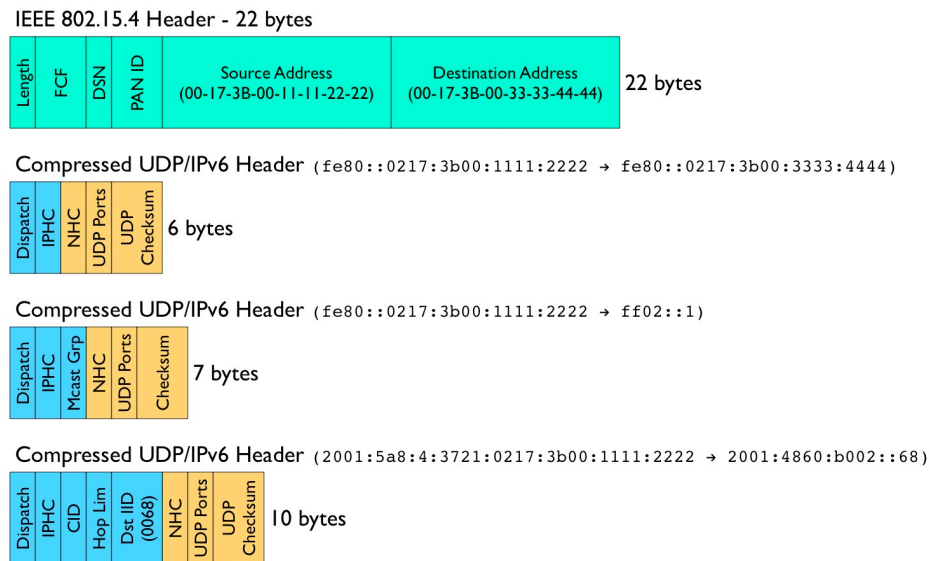 IEEE 802.15.4 Header - 22 bytes
Length
FCF
DSN
PAN ID
Source Address
(00-17-3B-00-11-11-22-22)
Destination Address
(00-17-3B-00-33-33-44-44)
22 bytes
Compressed UDP/IPv6 Header (fe80::0217:3b00:1111:2222 → fe80::0217:3b00:3333:4444)
Dispatch
IPHC
NHC
UDP Ports
UDP
Checksum
6 bytes
Compressed UDP/IPv6 Header (fe80::0217:3b00:1111:2222 → ff02::1)
Dispatch
IPHC
Mcast Grp
NHC
UDP Ports
Checksum
7 bytes
Compressed UDP/IPv6 Header (2001:5a8:4:3721:0217:3b00:1111:2222 → 2001:4860:b002::68)
Dispatch
IPHC
CID
Hop Lim
Dst IID
(0068)
NHC
UDP Ports
UDP
Checksum
10 bytes